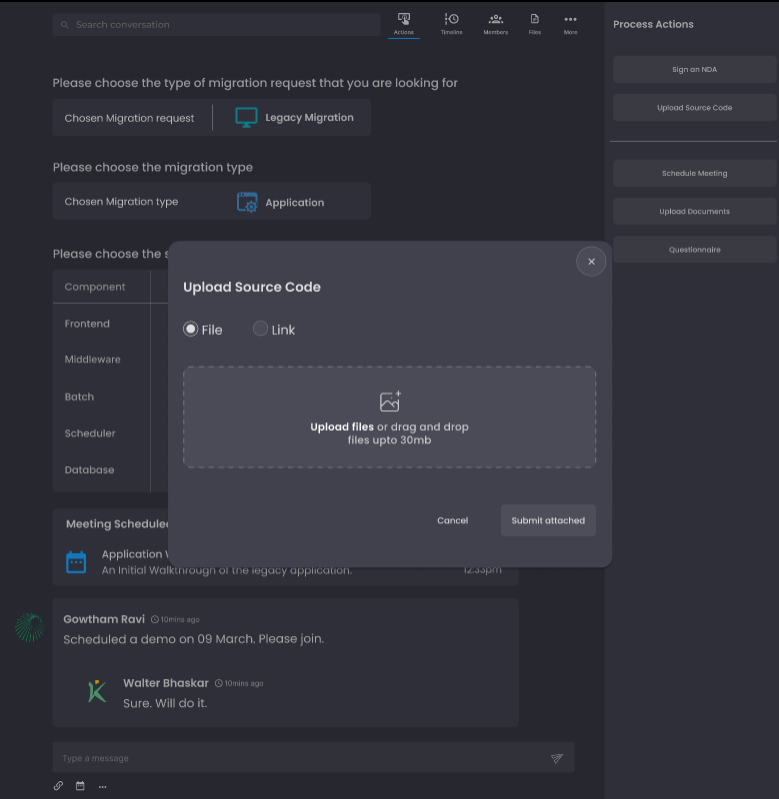 Search conversation
Actions
Timeline
Members
Files
More
Process Actions
Sign an NDA
Upload Source Code
Schedule Meeting
Upload Documents
Questionnaire
Please choose the type of migration request that you are looking for
Chosen Migration request
Legacy Migration
Please choose the migration type
Chosen Migration type
Application
Please choose the
Component
Frontend
Middleware
Batch
Scheduler
Database
Upload Source Code
File
Link
Upload files or drag and drop
files upto 30mb
Cancel
Submit attached
Meeting Scheduled
Application
An Initial Walkthrough of the legacy application.
12:33pm
Gowtham Ravi 10mins ago
Scheduled a demo on 09 March. Please join.
Walter Bhaskar 10mins ago
Sure. Will do it.
Type a message